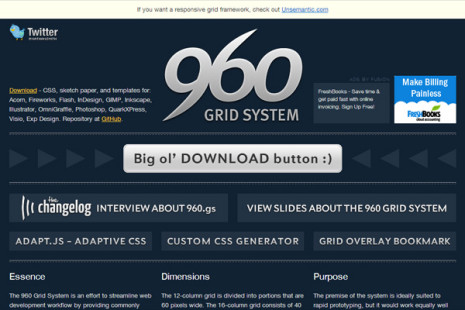 If you want a responsive grid framework, check out Unsemantic.com
Twitter
960
GRID SYSTEM
ADS BY FUSION
Download - CSS, sketch paper, and templates for:
Acorn, Fireworks, Flash, InDesign, GIMP, Inkscape,
Illustrator, OmniGraffle, Photoshop, QuarkXPress,
Visio, Exp Design. Repository at GitHub.
FreshBooks - Save time &
get paid fast with online
invoicing. Sign Up Free!
Make Billing
Painless
FRESHBOOKS
cloud accounting
Big ol' DOWNLOAD button :)
the changelog INTERVIEW ABOUT 960.gs
VIEW SLIDES ABOUT THE 960 GRID SYSTEM
ADAPT.JS – ADAPTIVE CSS
CUSTOM CSS GENERATOR
GRID OVERLAY BOOKMARK
Essence
The 960 Grid System is an effort to streamline web
development workflow by providing commonly
Dimensions
The 12-column grid is divided into portions that are
60 pixels wide. The 16-column grid consists of 40
Purpose
The premise of the system is ideally suited to
rapid prototyping, but it would work equally well